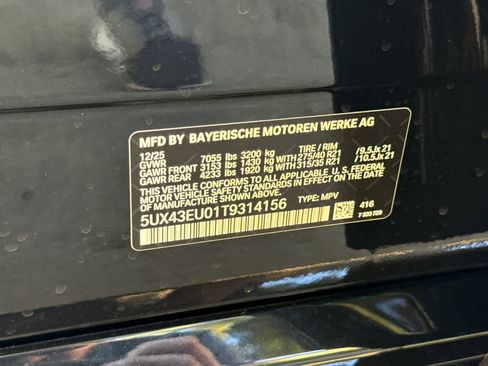 MFD BY BAYERISCHE MOTOREN WERKE AG
12/25 7055 lbs 3200 kg TIRE / RIM
GVWR
GAWR FRONT 3153 lbs 1430 kg WITH 275/40 R21 / 9.5Jx21
GAWR REAR 4233 lbs 1920 kg WITH 315/35 R21 / 10.5Jx21
THIS VEHICLE CONFORMS TO ALL APPLICABLE U.S. FEDERAL
MOTOR VEHICLE SAFETY STANDARDS IN EFFECT ON THE DATE
OF MANUFACTURE SHOWN ABOVE.
5UX43EU01T9314156 TYPE: MPV
416